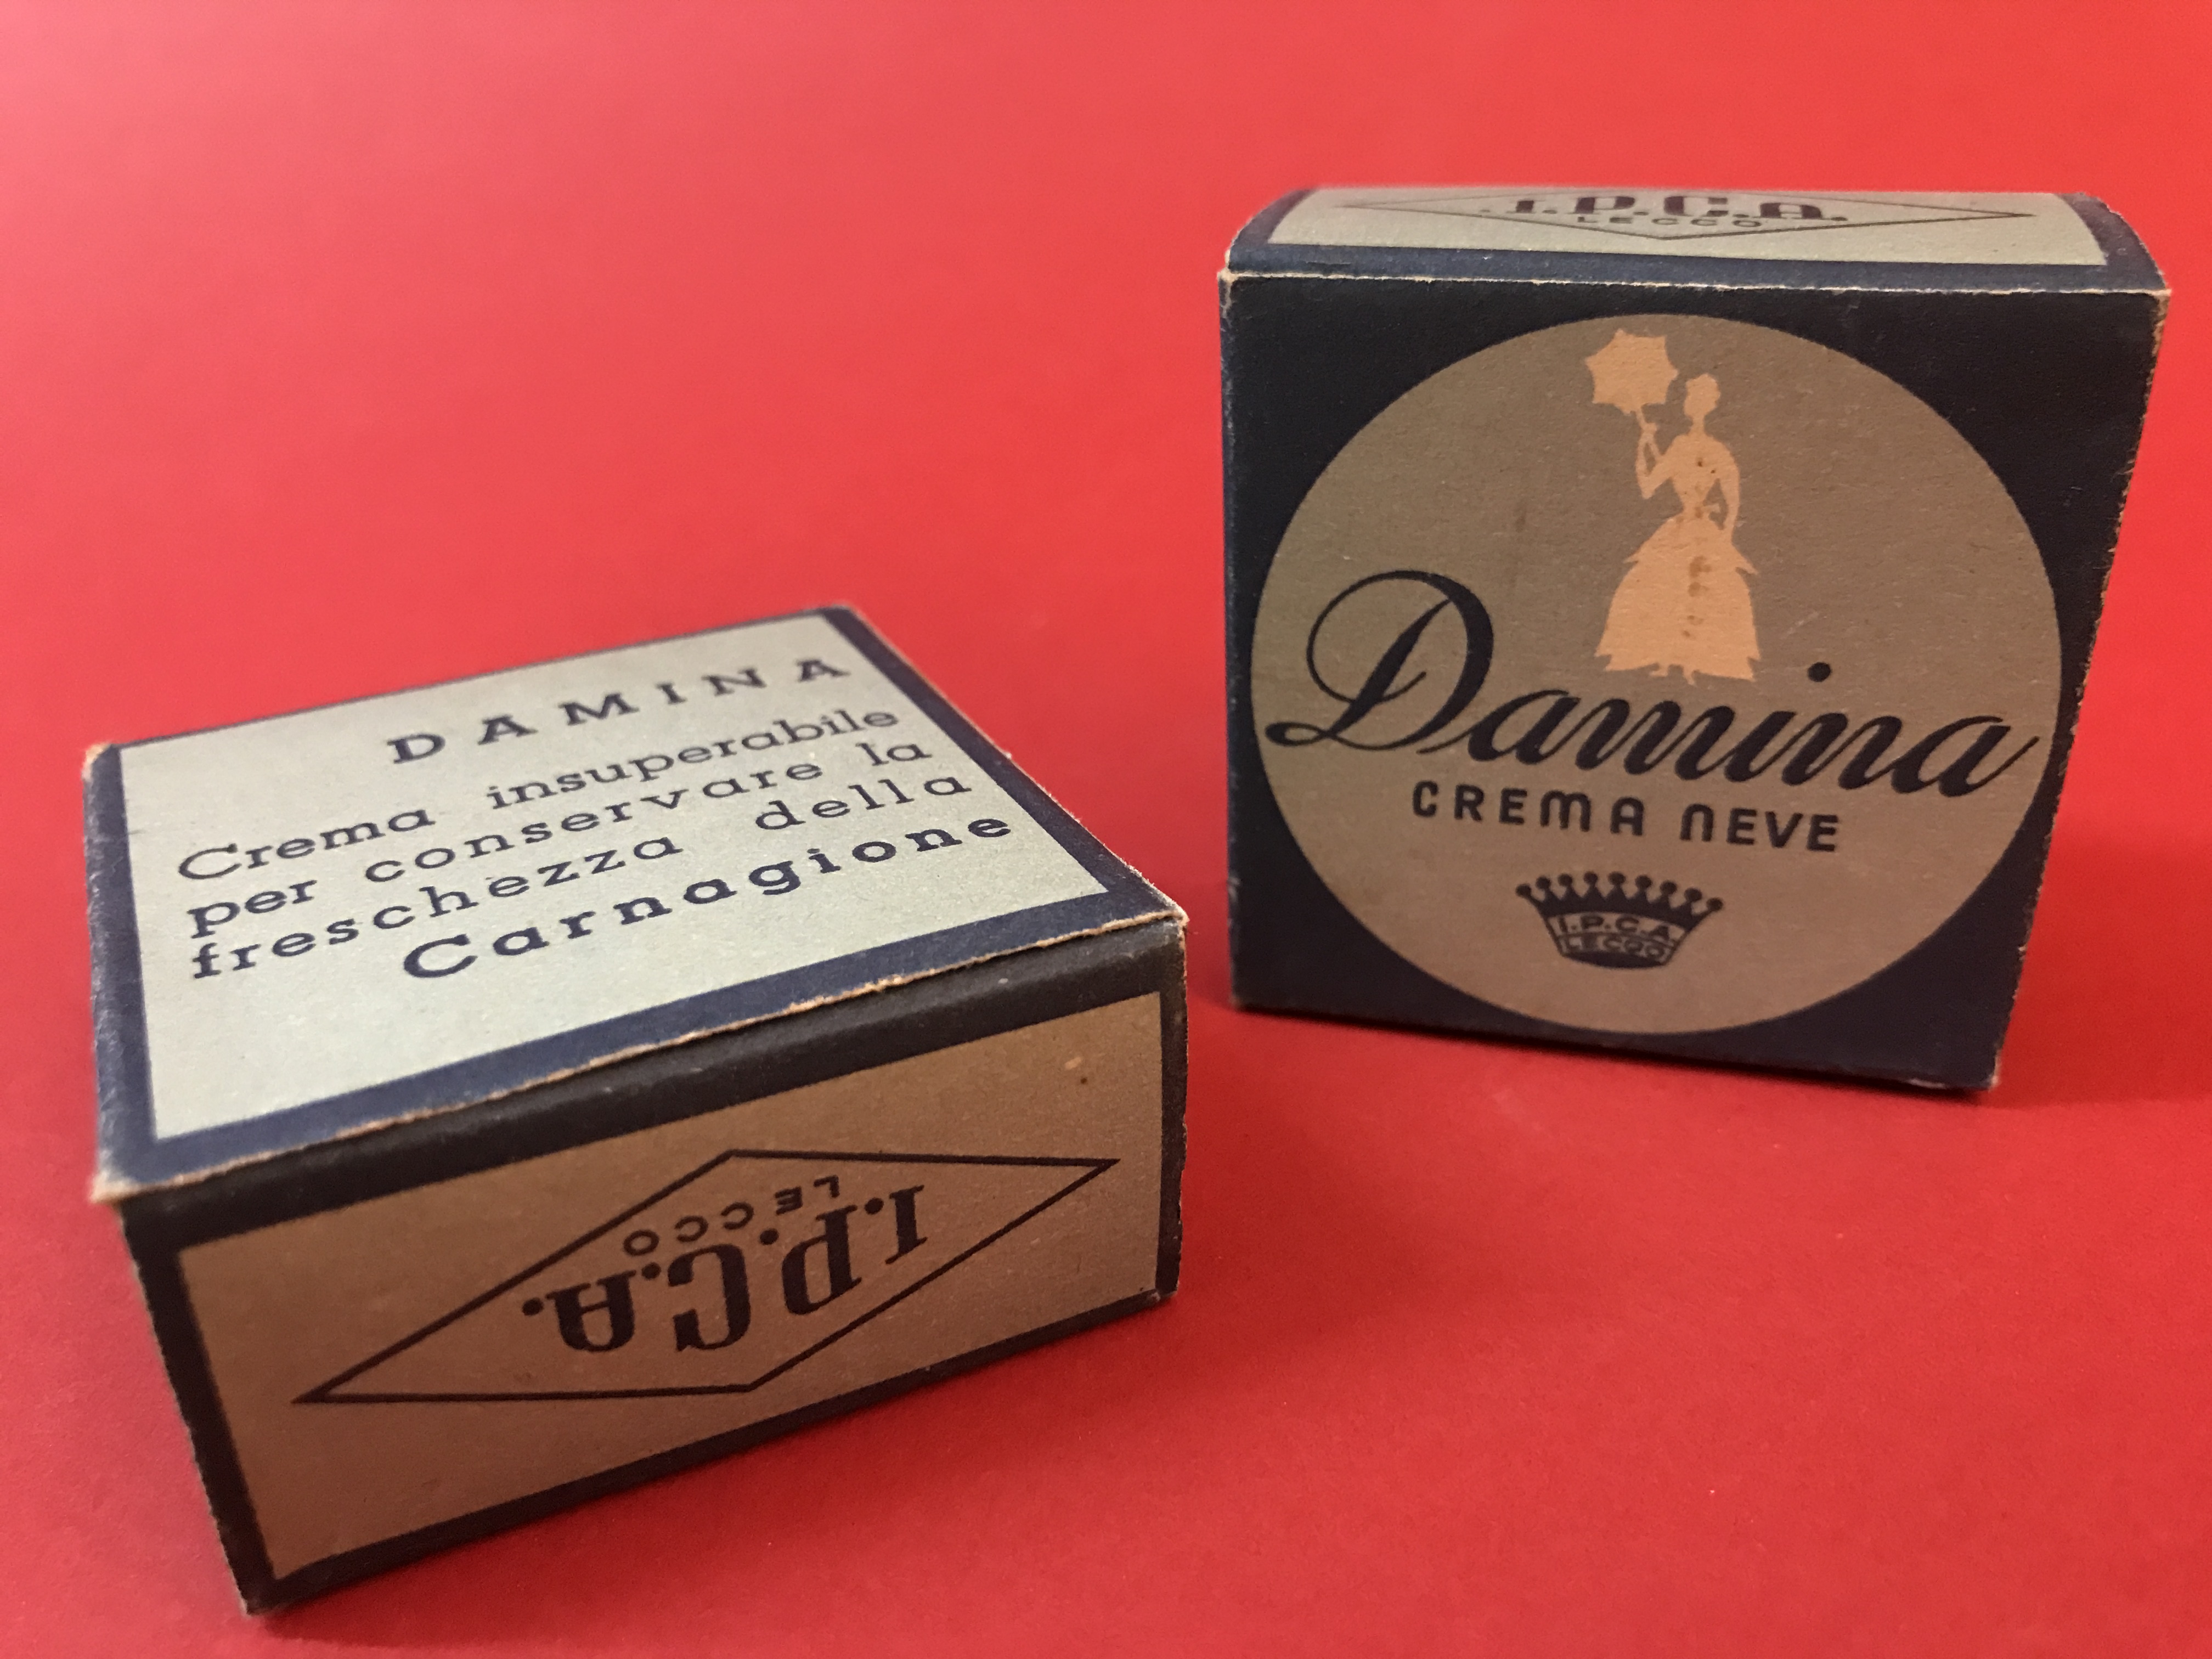 DAMINA
Crema insuperabile
per conservare la
freschezza della
Carnagione
I.P.C.A.
LECCO
I.P.C.A.
LECCO
Damina
CREMA NEVE
I.P.C.A.
LECCO